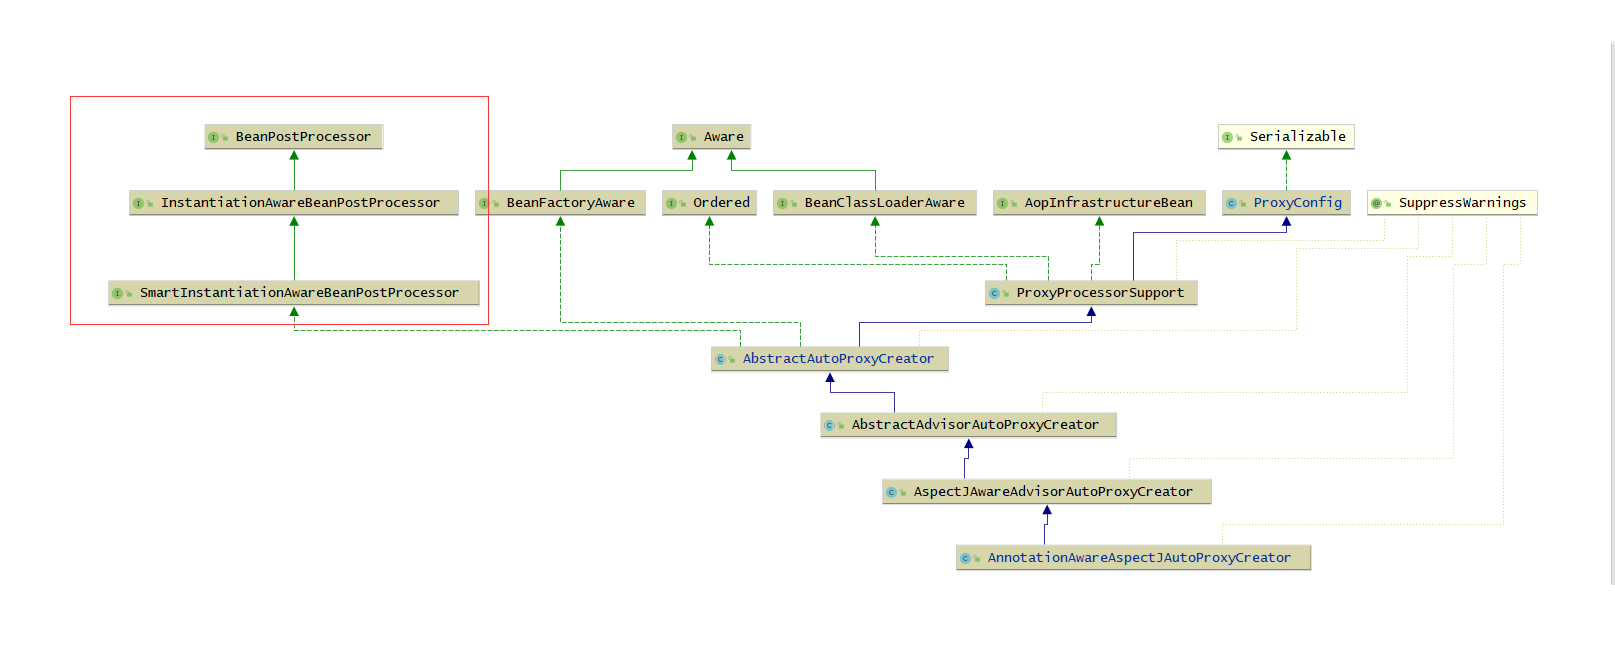 BeanPostProcessor
Aware
Serializable
InstantiationAwareBeanPostProcessor
BeanFactoryAware
Ordered
BeanClassLoaderAware
AopInfrastructureBean
ProxyConfig
SuppressWarnings
SmartInstantiationAwareBeanPostProcessor
ProxyProcessorSupport
AbstractAutoProxyCreator
AbstractAdvisorAutoProxyCreator
AspectJAwareAdvisorAutoProxyCreator
AnnotationAwareAspectJAutoProxyCreator